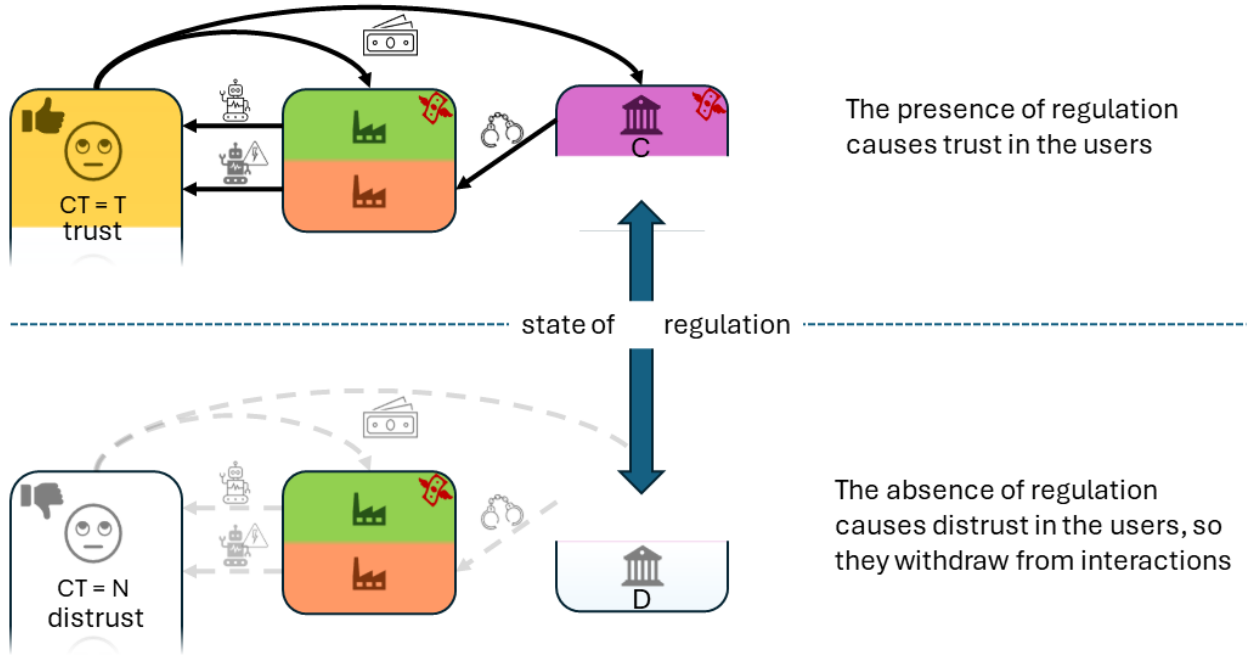 The presence of regulation
causes trust in the users
C
CT = T
trust
state of regulation
The absence of regulation
causes distrust in the users, so
they withdraw from interactions
CT = N
distrust
D